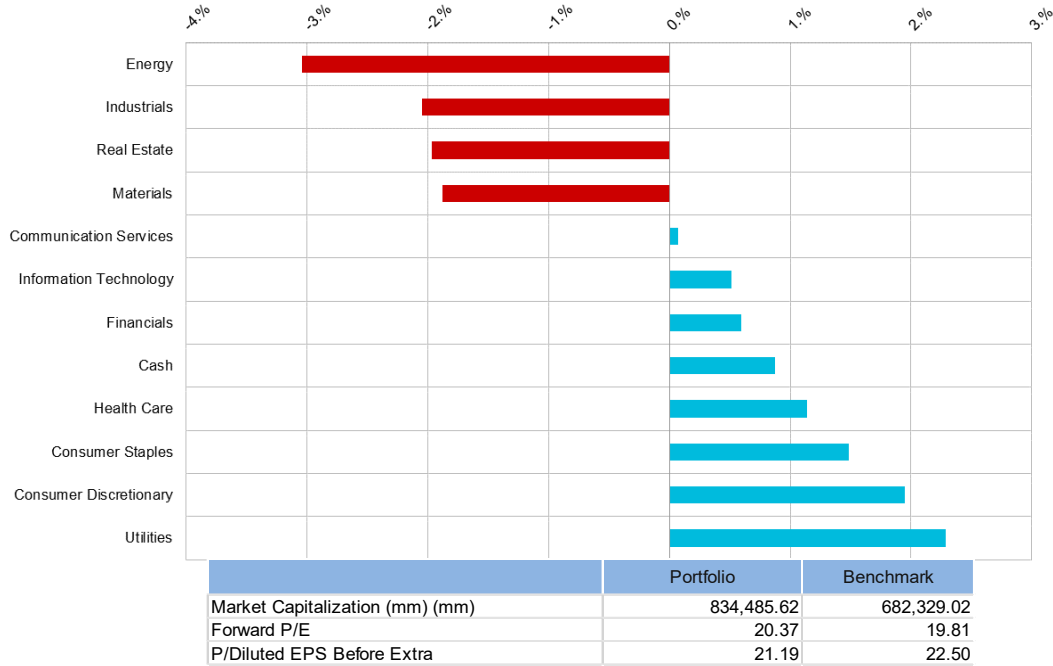 -4.% -3.% -2.% -1.% 0.% 1.% 2.% 3.%
Energy
Industrials
Real Estate
Materials
Communication Services
Information Technology
Financials
Cash
Health Care
Consumer Staples
Consumer Discretionary
Utilities
Portfolio Benchmark
Market Capitalization (mm) (mm) 834,485.62 682,329.02
Forward P/E 20.37 19.81
P/Diluted EPS Before Extra 21.19 22.50